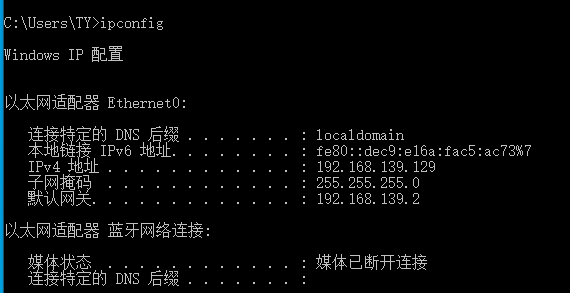 C:\Users\TY>ipconfig
Windows IP 配置
以太网适配器 Ethernet0:
连接特定的 DNS 后缀 . . . . . . . : localdomain
本地链接 IPv6 地址. . . . . . . . : fe80::dec9:e16a:fac5:ac73%7
IPv4 地址 . . . . . . . . . . . . : 192.168.139.129
子网掩码 . . . . . . . . . . . . : 255.255.255.0
默认网关. . . . . . . . . . . . . : 192.168.139.2
以太网适配器 蓝牙网络连接:
媒体状态 . . . . . . . . . . . . : 媒体已断开连接
连接特定的 DNS 后缀 . . . . . . . :